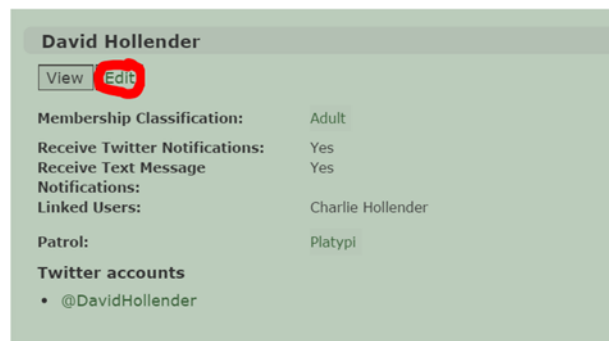 David Hollender
View Edit
Membership Classification: Adult
Receive Twitter Notifications: Yes
Receive Text Message Yes
Notifications:
Linked Users: Charlie Hollender
Patrol: Platypi
Twitter accounts
• @DavidHollender